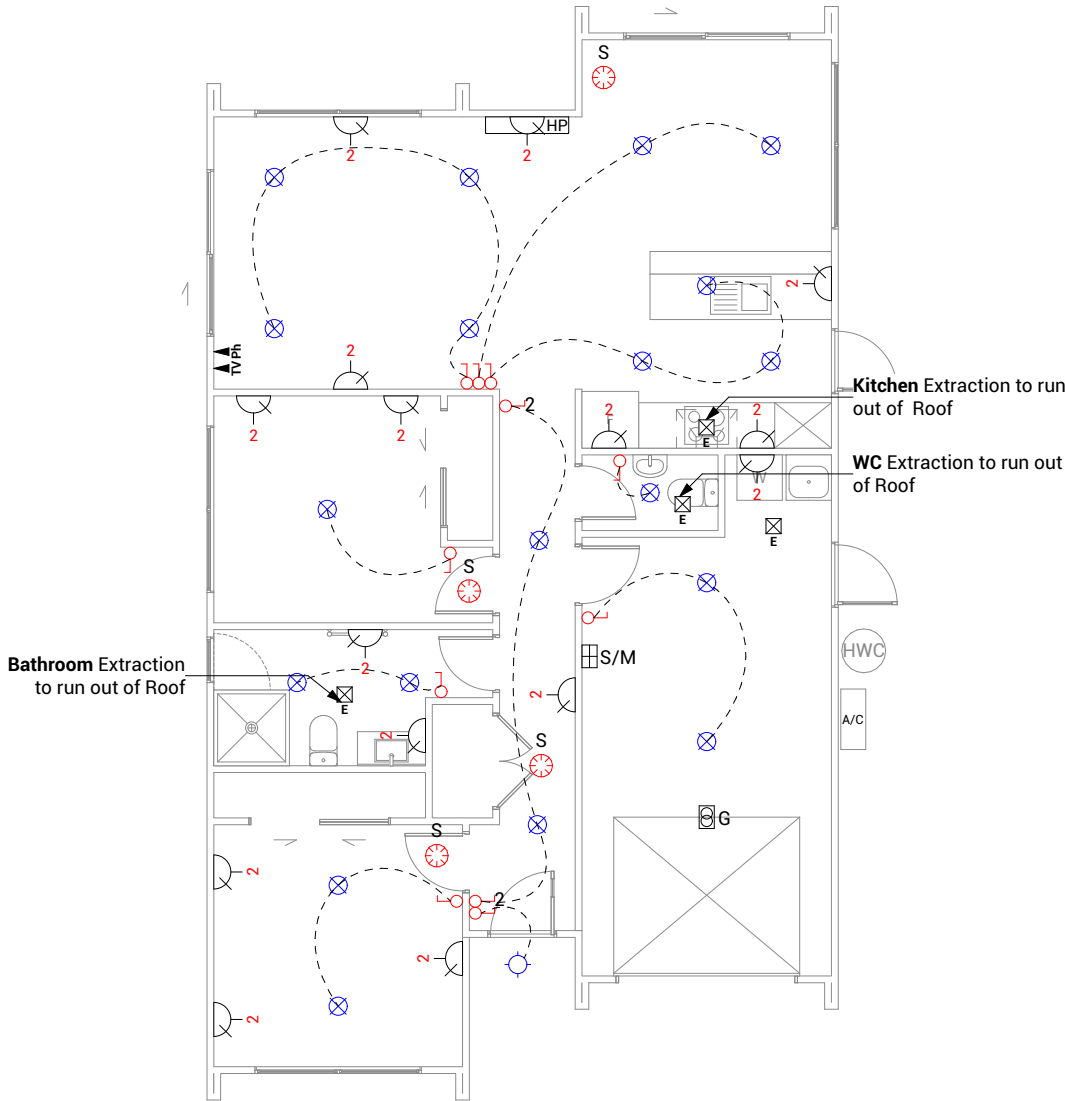 S
HP
2
2
2
TV Ph
2
2
Kitchen Extraction to run
out of Roof
2
2
2
E
WC Extraction to run out
of Roof
W
2
E
E
S
S/M
HWC
Bathroom Extraction
to run out of Roof
2
E
2
A/C
2
S
G
S
2
2
2
2